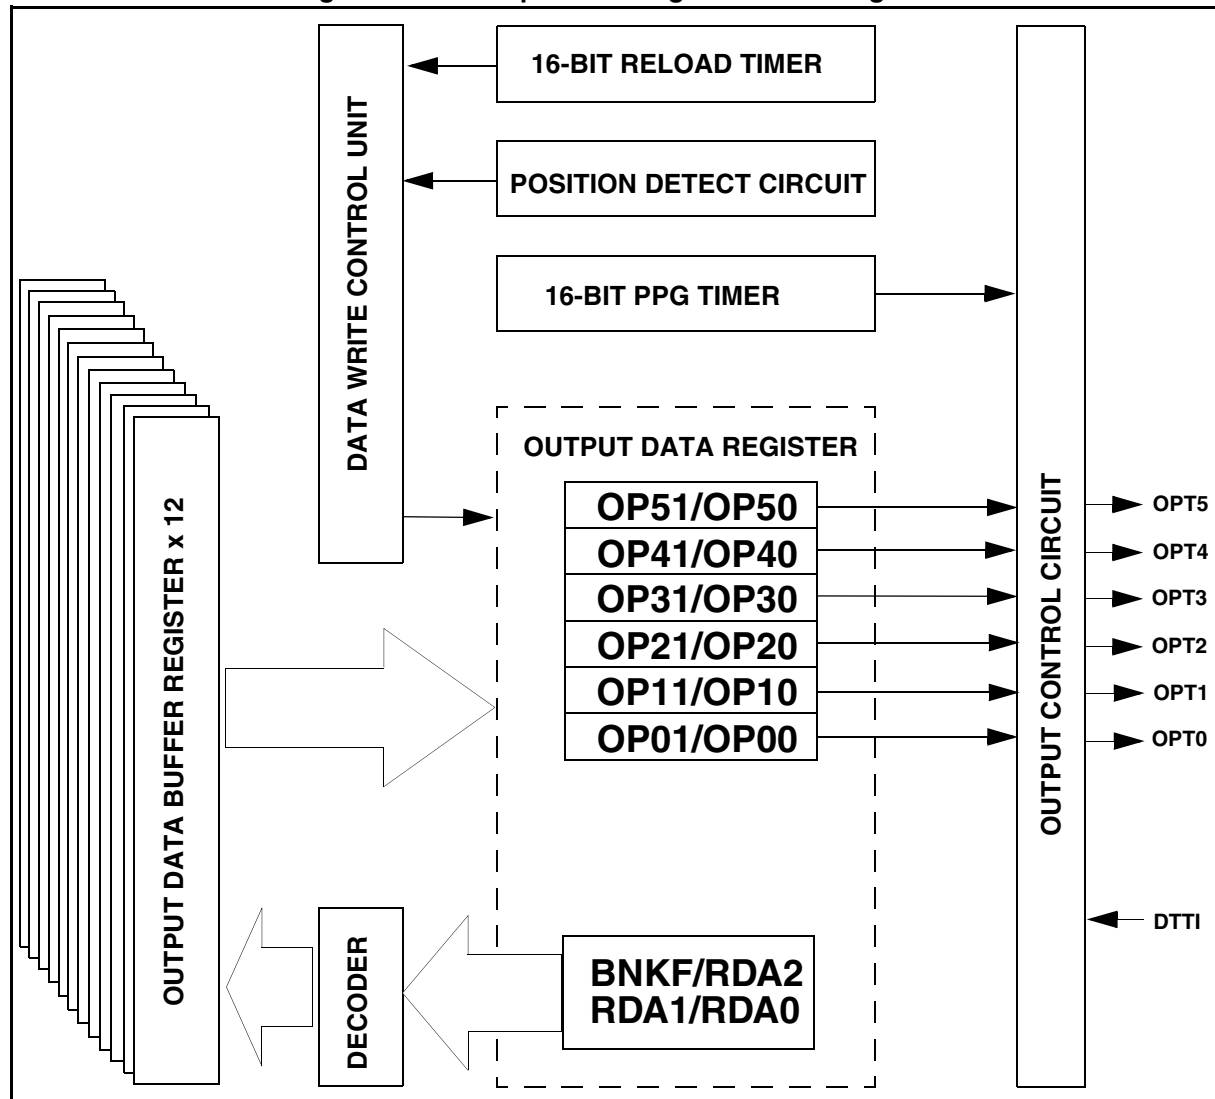 16-BIT RELOAD TIMER
POSITION DETECT CIRCUIT
16-BIT PPG TIMER
DATA WRITE CONTROL UNIT
OUTPUT DATA REGISTER
OP51/OP50
OP41/OP40
OP31/OP30
OP21/OP20
OP11/OP10
OP01/OP00
OUTPUT DATA BUFFER REGISTER x 12
OUTPUT CONTROL CIRCUIT
OPT5
OPT4
OPT3
OPT2
OPT1
OPT0
DTTI
DECODER
BNKF/RDA2
RDA1/RDA0